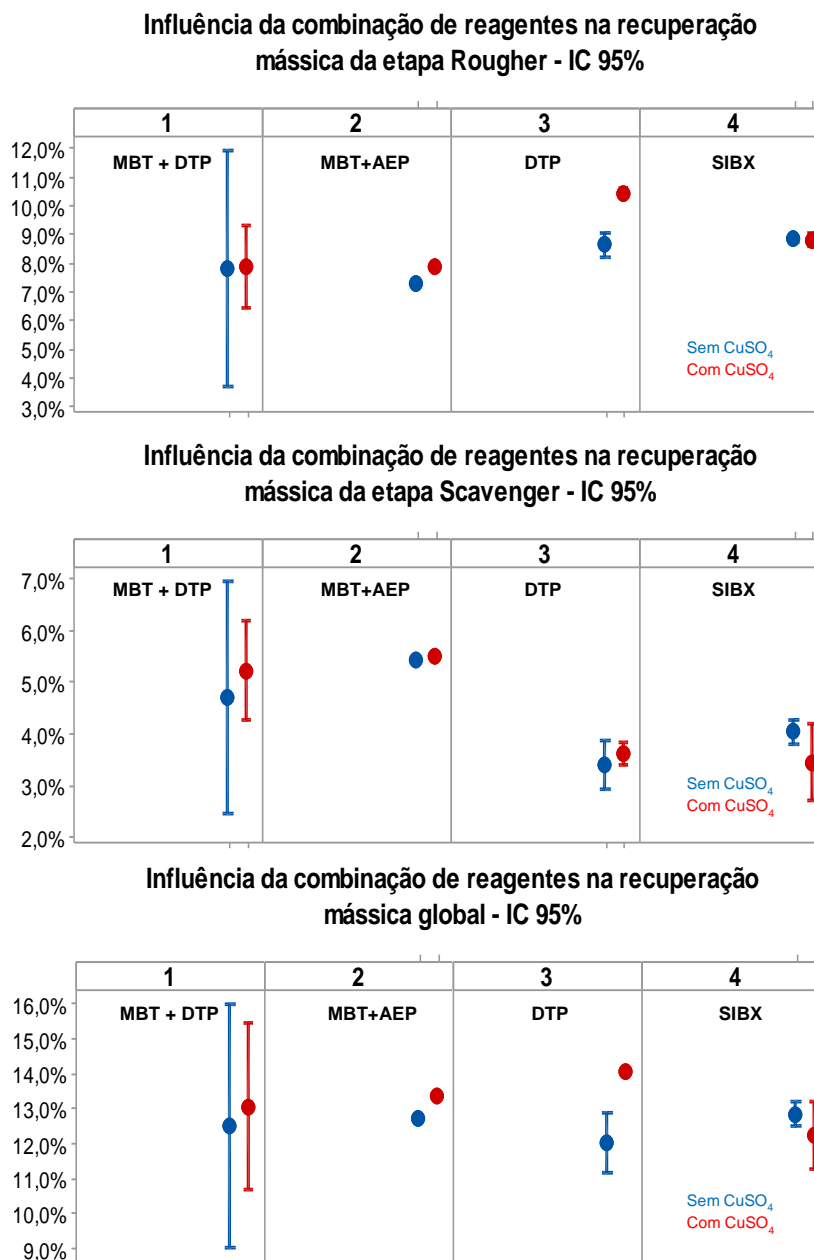 Influência da combinação de reagentes na recuperação
mássica da etapa Rougher - IC 95%
1 2 3 4
MBT + DTP MBT+AEP DTP SIBX
12,0%
11,0%
10,0%
9,0%
8,0%
7,0%
6,0%
5,0%
4,0%
3,0%
Sem CuSO₄
Com CuSO₄
Influência da combinação de reagentes na recuperação
mássica da etapa Scavenger - IC 95%
1 2 3 4
MBT + DTP MBT+AEP DTP SIBX
7,0%
6,0%
5,0%
4,0%
3,0%
2,0%
Sem CuSO₄
Com CuSO₄
Influência da combinação de reagentes na recuperação
mássica global - IC 95%
1 2 3 4
MBT + DTP MBT+AEP DTP SIBX
16,0%
15,0%
14,0%
13,0%
12,0%
11,0%
10,0%
9,0%
Sem CuSO₄
Com CuSO₄